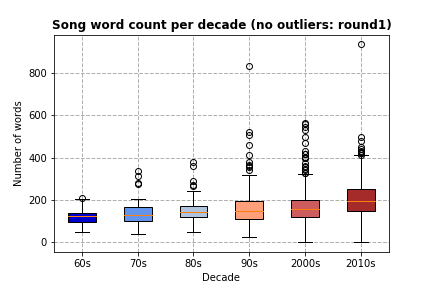 Song word count per decade (no outliers: round1)
Number of words
800
600
400
200
0
60s 70s 80s 90s 2000s 2010s
Decade